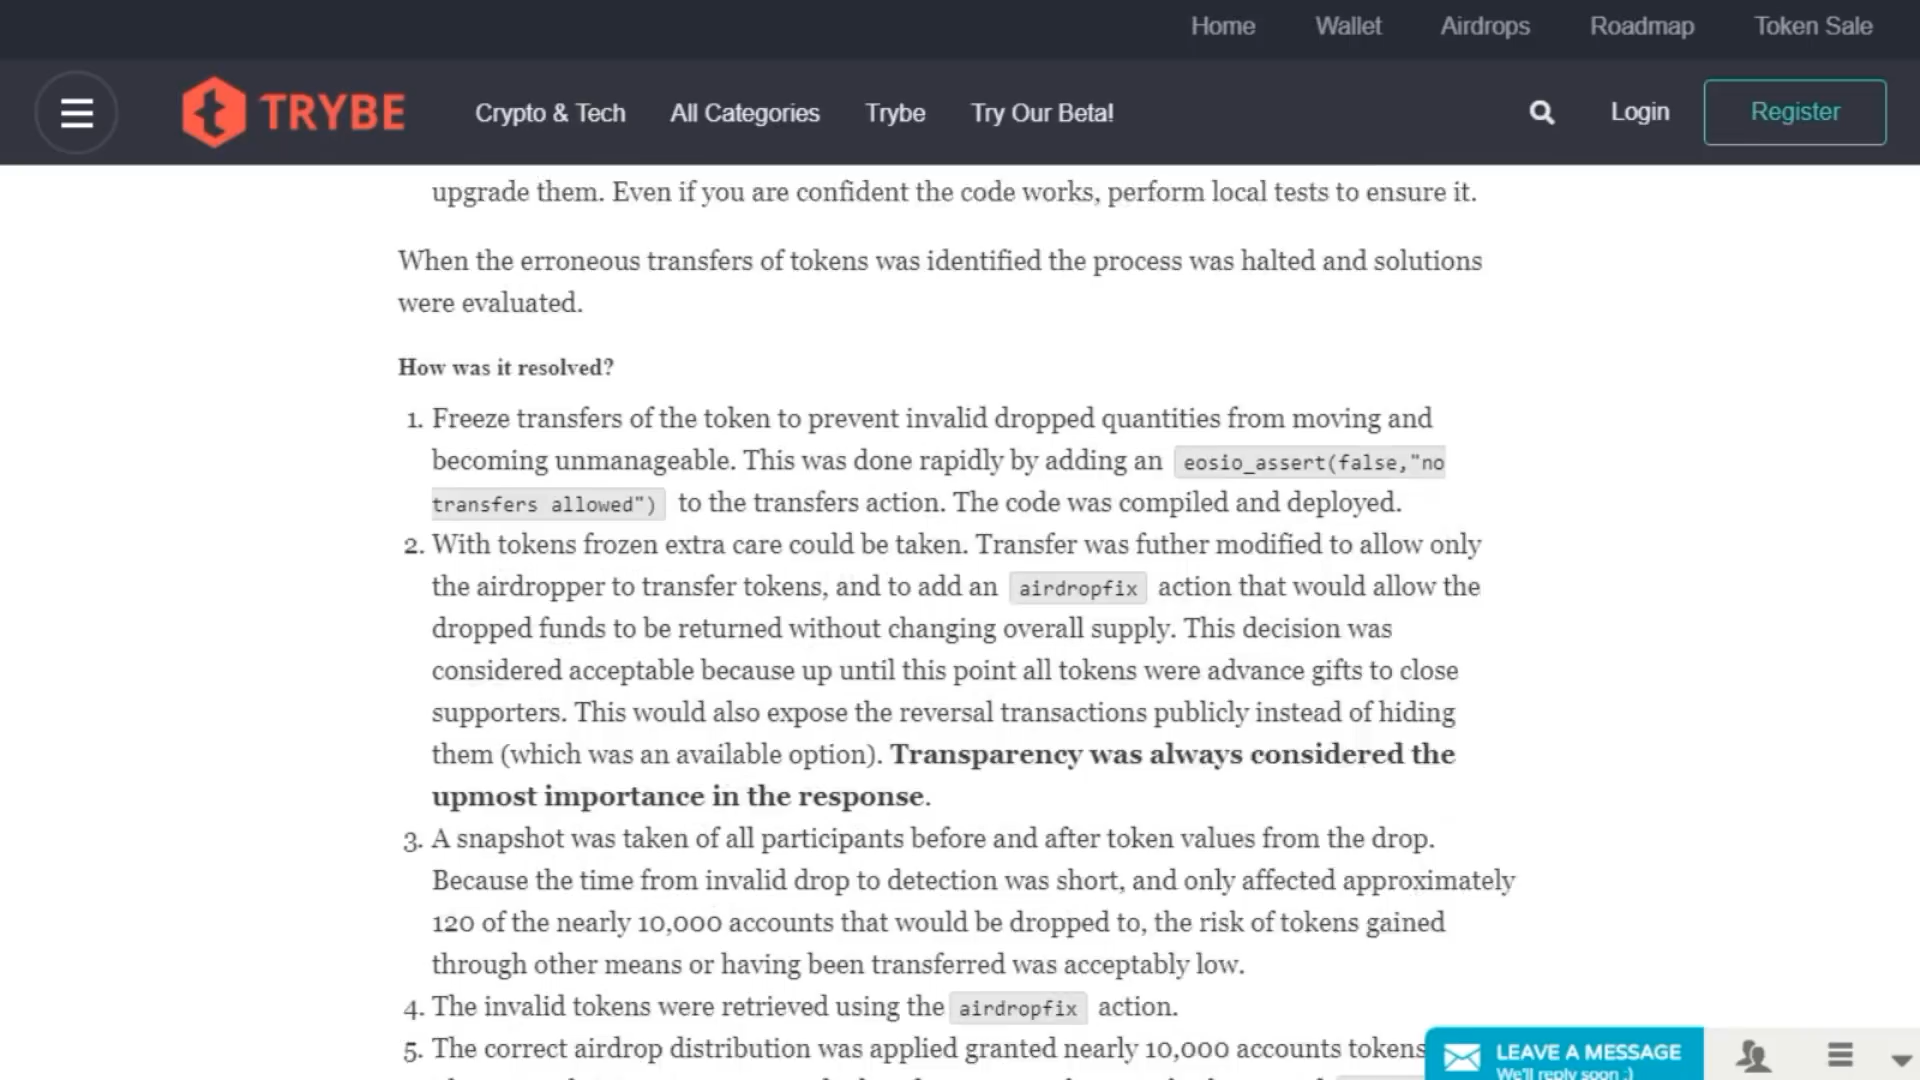 Home Wallet Airdrops Roadmap Token Sale
TRYBE Crypto & Tech All Categories Trybe Try Our Beta! Login Register
upgrade them. Even if you are confident the code works, perform local tests to ensure it.
When the erroneous transfers of tokens was identified the process was halted and solutions
were evaluated.
How was it resolved?
1. Freeze transfers of the token to prevent invalid dropped quantities from moving and
becoming unmanageable. This was done rapidly by adding an eosio_assert(false,"no
transfers allowed") to the transfers action. The code was compiled and deployed.
2. With tokens frozen extra care could be taken. Transfer was futher modified to allow only
the airdropper to transfer tokens, and to add an airdropfix action that would allow the
dropped funds to be returned without changing overall supply. This decision was
considered acceptable because up until this point all tokens were advance gifts to close
supporters. This would also expose the reversal transactions publicly instead of hiding
them (which was an available option). Transparency was always considered the
upmost importance in the response.
3. A snapshot was taken of all participants before and after token values from the drop.
Because the time from invalid drop to detection was short, and only affected approximately
120 of the nearly 10,000 accounts that would be dropped to, the risk of tokens gained
through other means or having been transferred was acceptably low.
4. The invalid tokens were retrieved using the airdropfix action.
5. The correct airdrop distribution was applied granted nearly 10,000 accounts tokens
LEAVE A MESSAGE
We'll reply soon :)